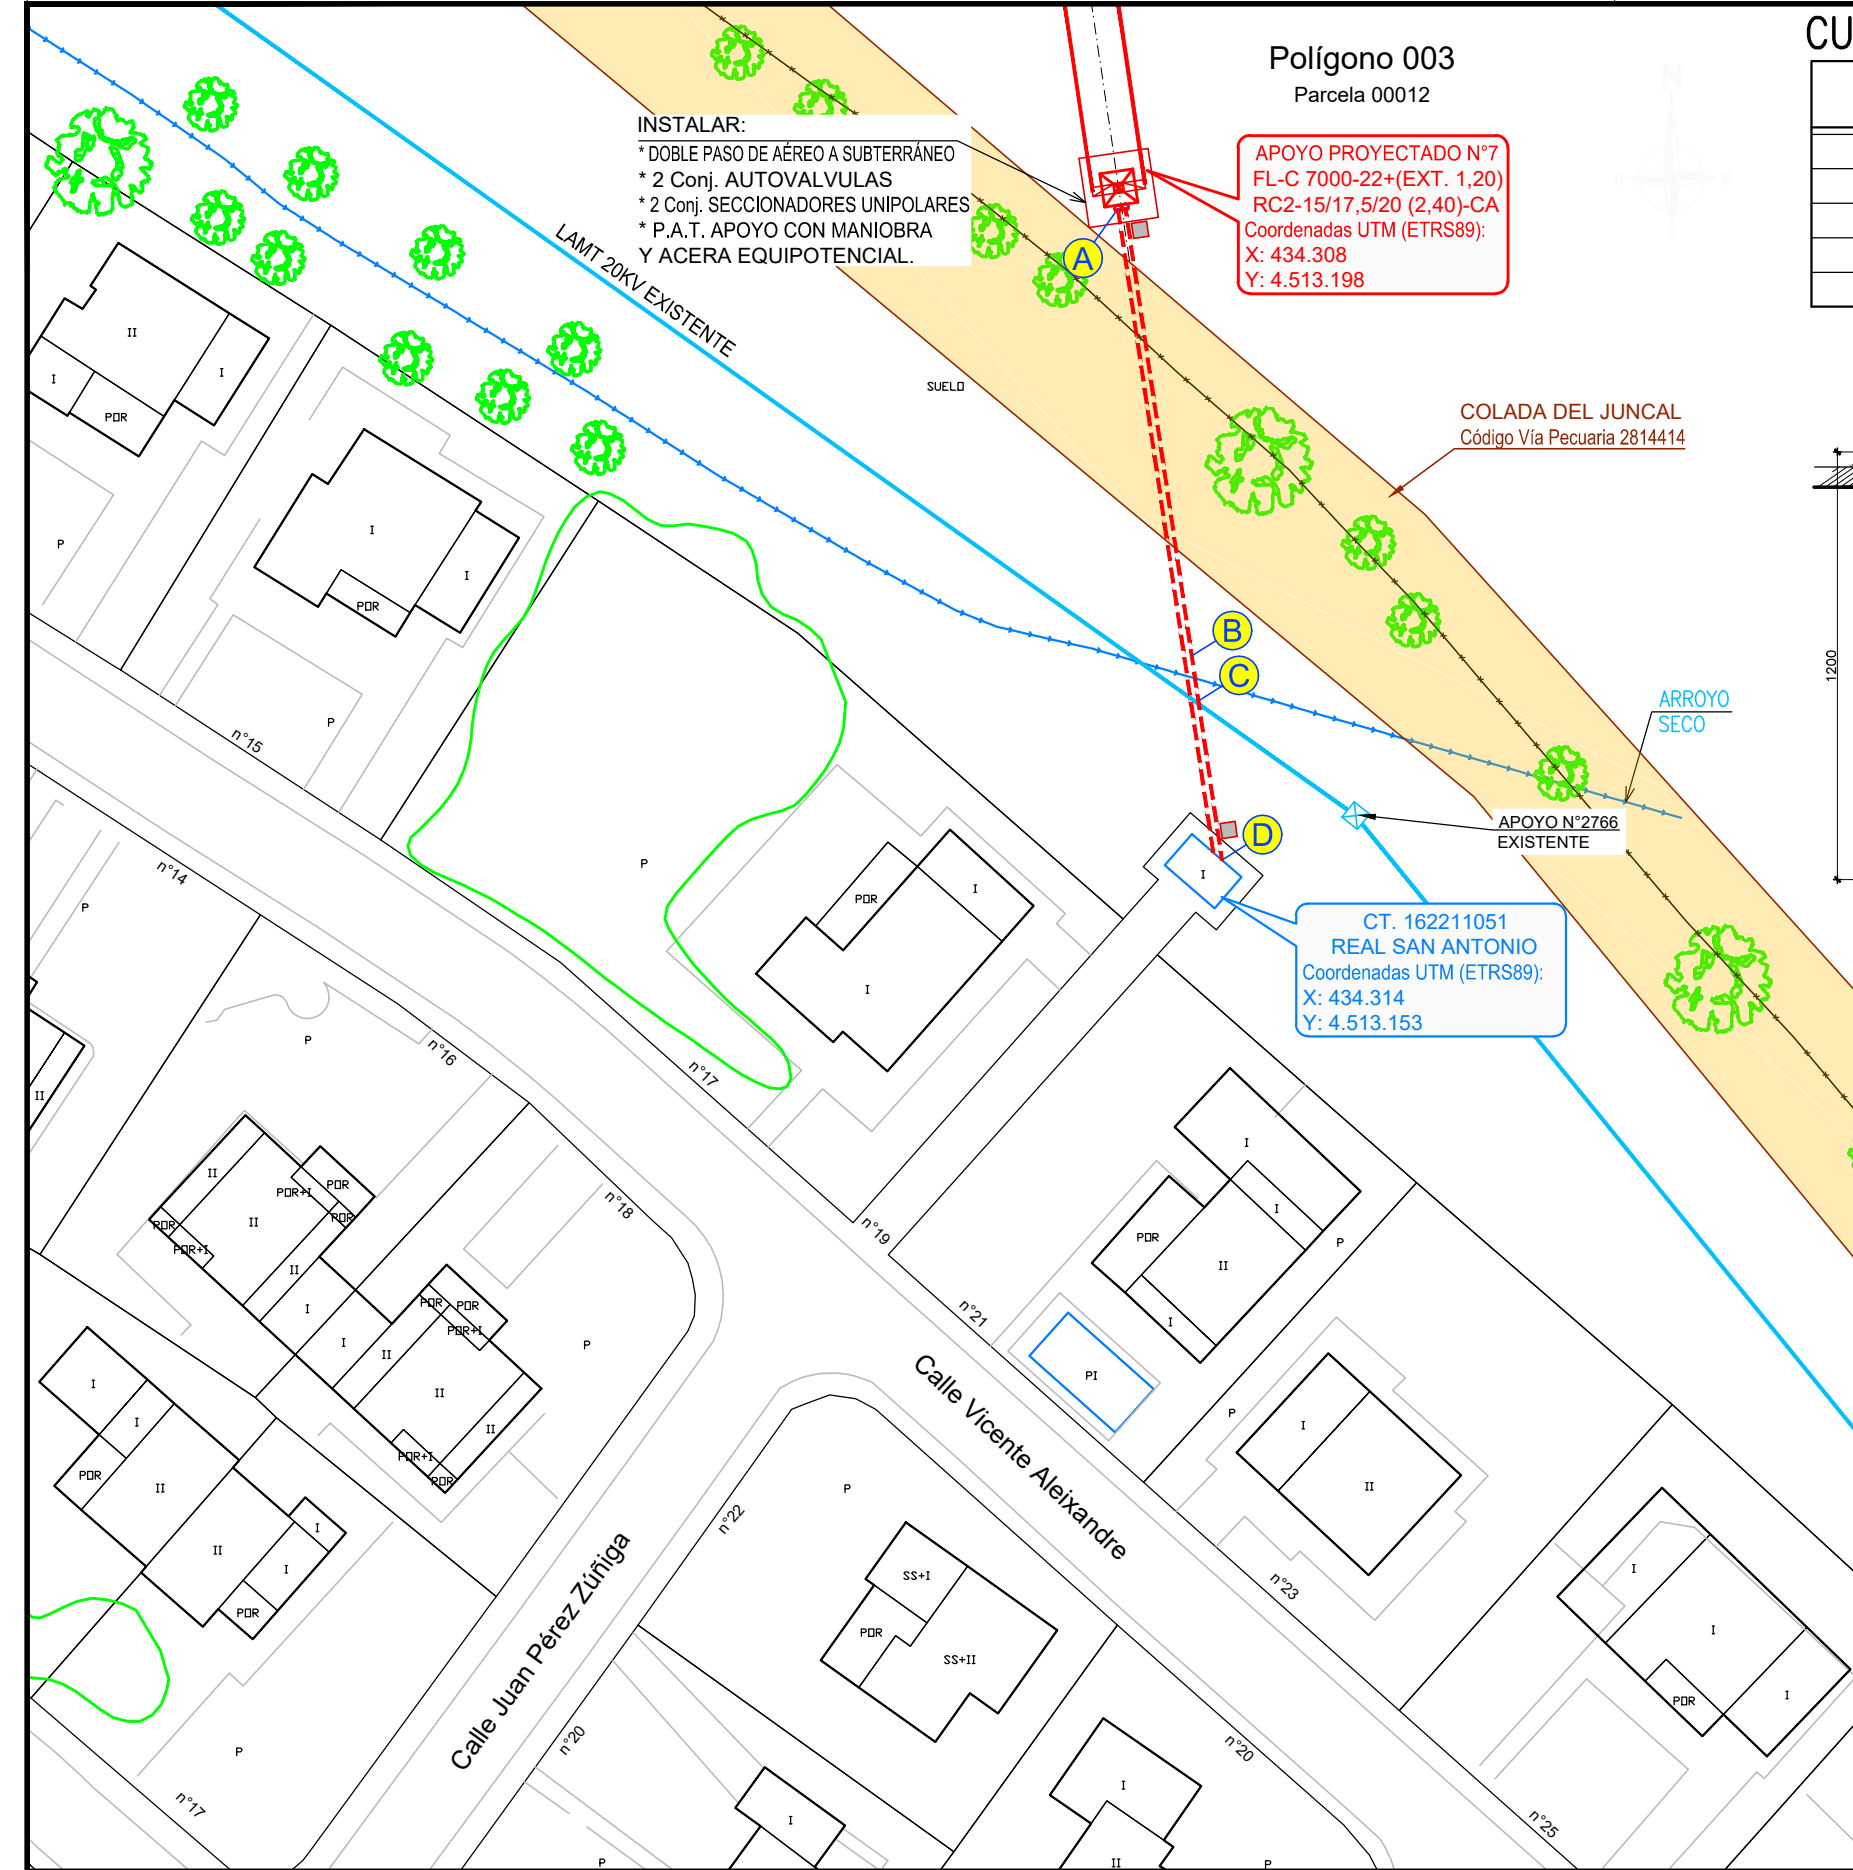 CU
Polígono 003
Parcela 00012
N
INSTALAR:
* DOBLE PASO DE AÉREO A SUBTERRÁNEO
* 2 Conj. AUTOVALVULAS
* 2 Conj. SECCIONADORES UNIPOLARES
* P.A.T. APOYO CON MANIOBRA
Y ACERA EQUIPOTENCIAL.
APOYO PROYECTADO N°7
FL-C 7000-22+(EXT. 1,20)
RC2-15/17,5/20 (2,40)-CA
Coordenadas UTM (ETRS89):
X: 434.308
Y: 4.513.198
A
LAMT 20KV EXISTENTE
SUELO
COLADA DEL JUNCAL
Código Vía Pecuaria 2814414
II
I
I
POR
I
I
POR
P
B
C
1200
ARROYO
SECO
P
n°15
APOYO N°2766
EXISTENTE
D
I
n°14
P
P
POR
I
I
CT. 162211051
REAL SAN ANTONIO
Coordenadas UTM (ETRS89):
X: 434.314
Y: 4.513.153
P
n°16
n°17
II
I
I
P
POR
II
I
II
POR+I
POR
POR
II
POR
POR+I
II
I
I
n°18
n°19
n°21
POR
POR
POR+I
II
II
II
POR+I
POR
P
PI
P
I
II
Calle Vicente Aleixandre
I
I
POR
II
II
I
I
POR
P
n°22
SS+I
POR
SS+II
n°23
I
I
I
POR
Calle Juan Pérez Zúñiga
P
n°20
n°20
n°17
I
I
II
P
P
n°25